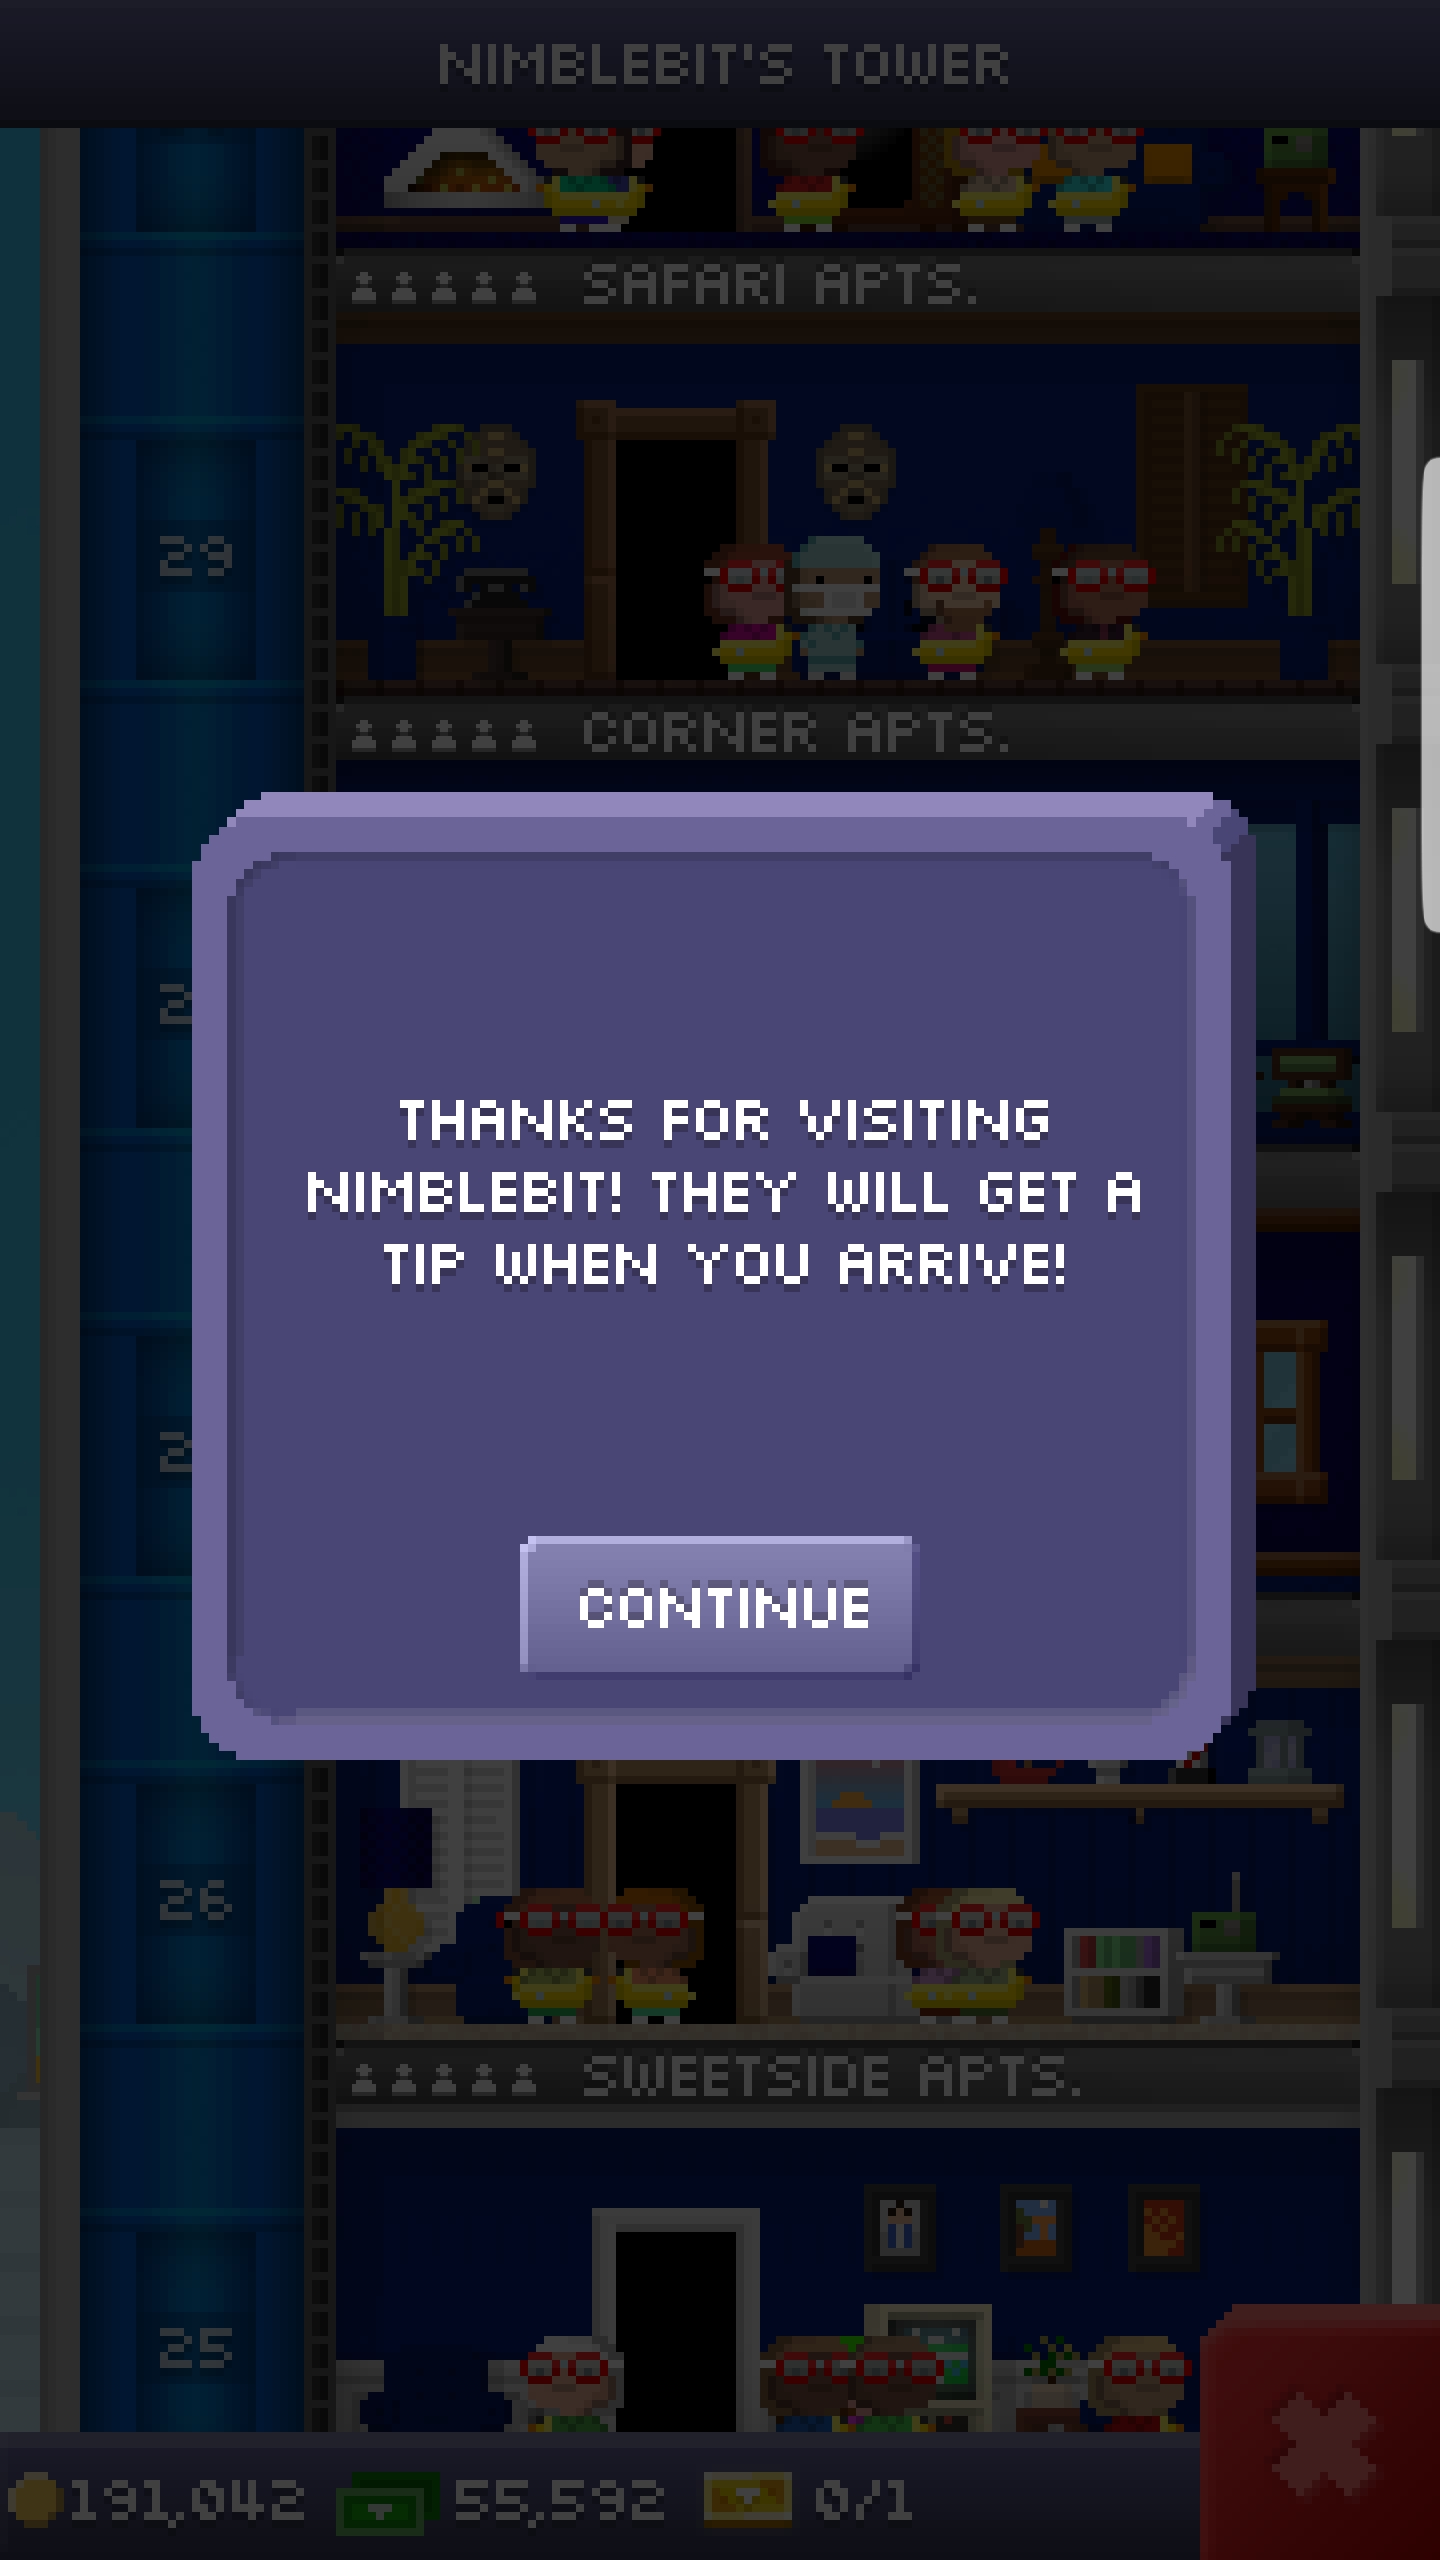 NIMBLEBIT'S TOWER
SAFARI APTS.
29
CORNER APTS.
THANKS FOR VISITING
NIMBLEBIT! THEY WILL GET A
TIP WHEN YOU ARRIVE!
CONTINUE
26
SWEETSIDE APTS.
25
191,042 55,592 0/1